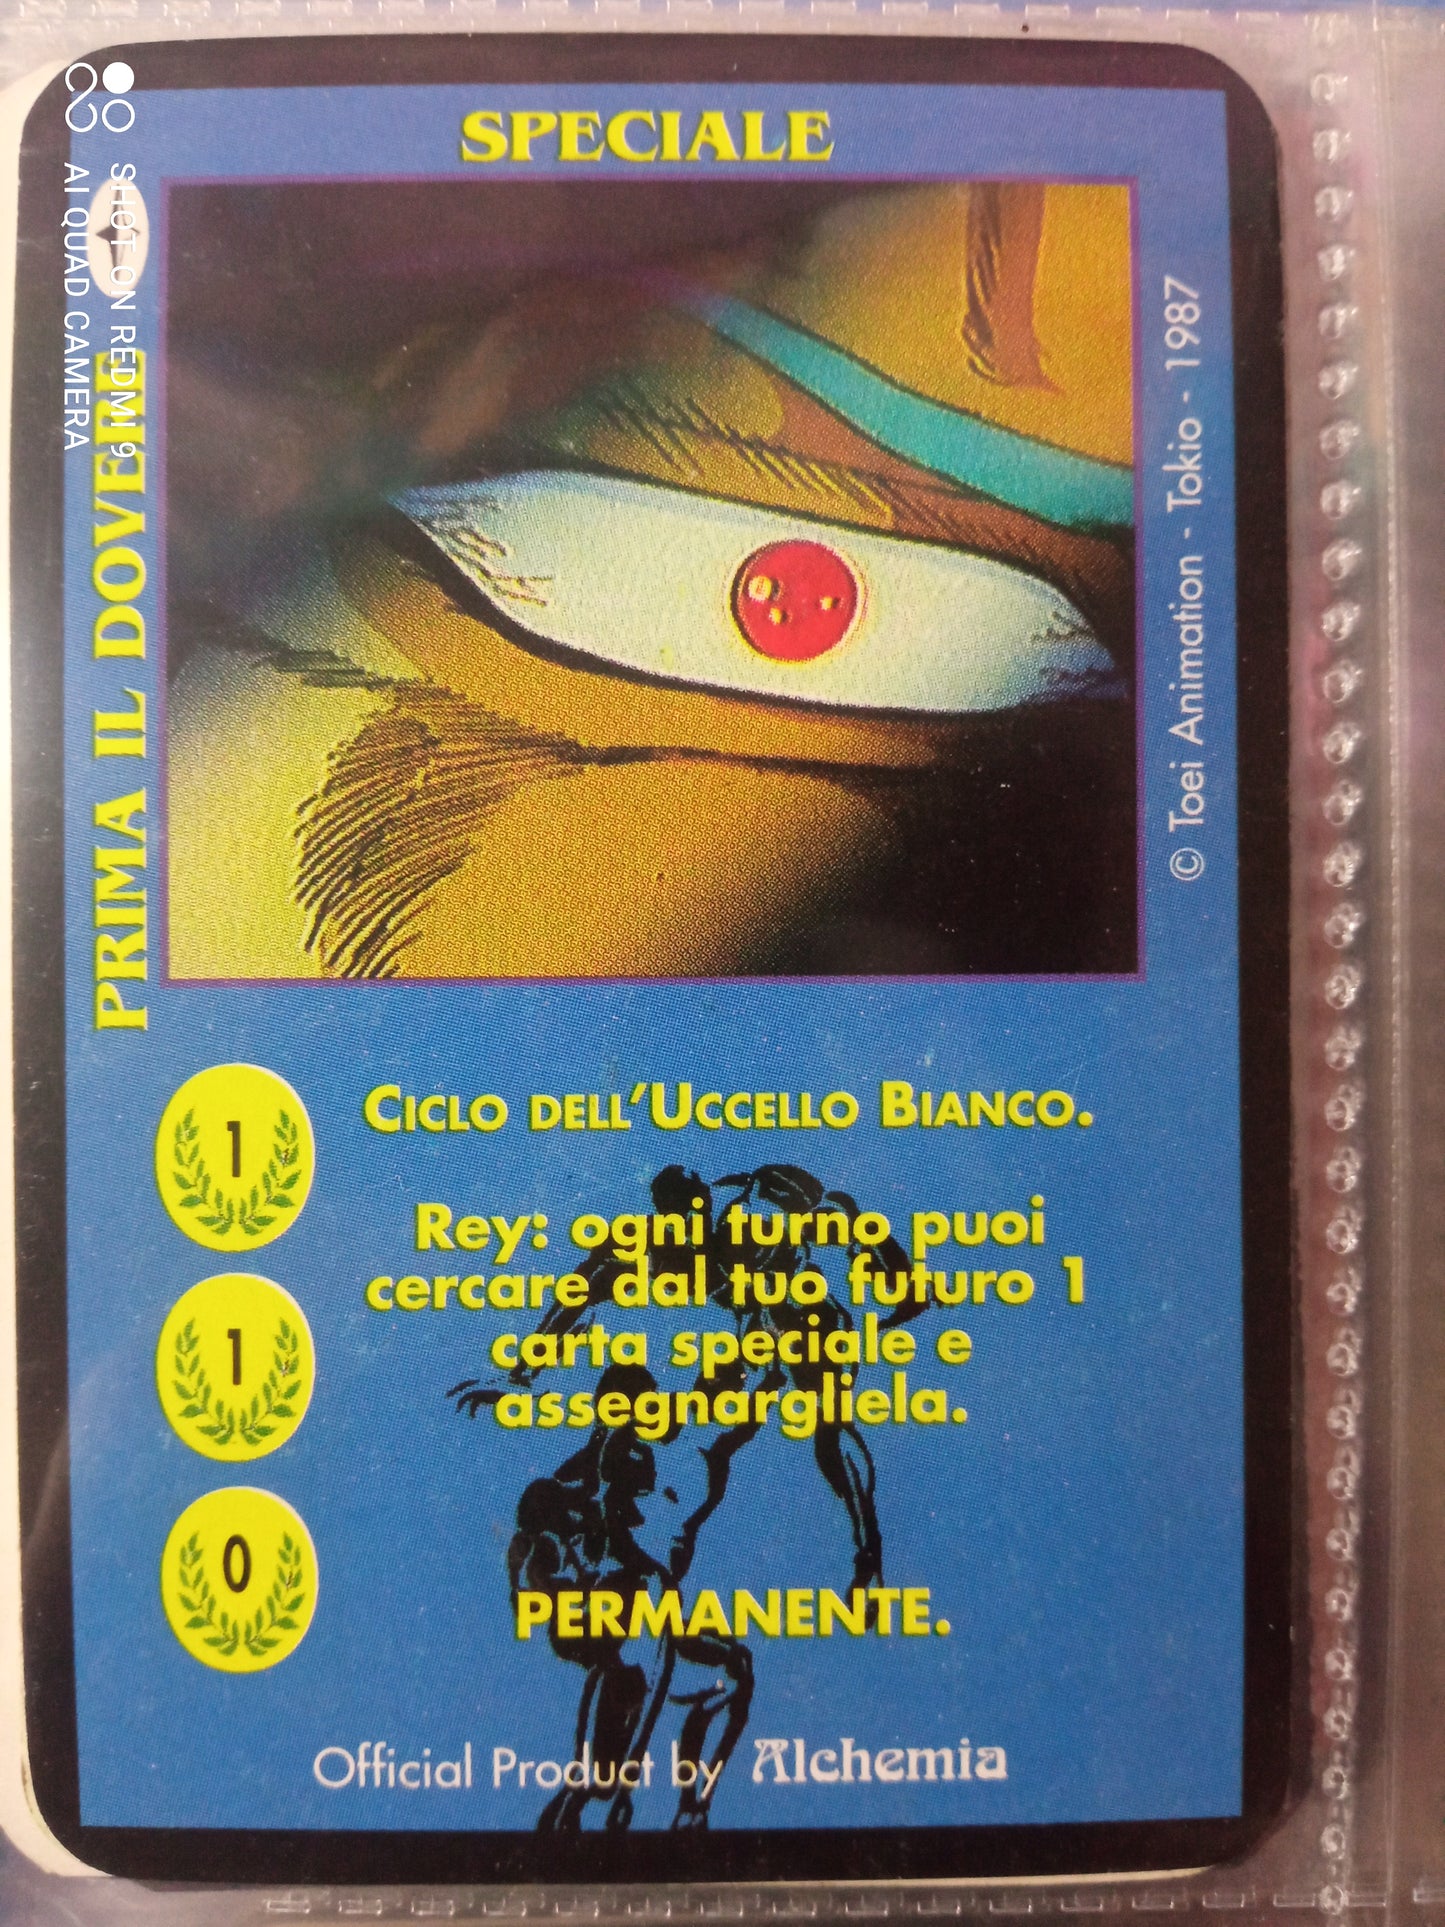 SPECIALE
PRIMA IL DOVERE
© Toei Animation - Tokio - 1987
1
1
0
CICLO DELL'UCCELLO BIANCO.
Rey: ogni turno puoi
cercare dal tuo futuro 1
carta speciale e
assegnargliela.
PERMANENTE.
Official Product by Alchemia
SHOT ON REDMI 9
AI QUAD CAMERA